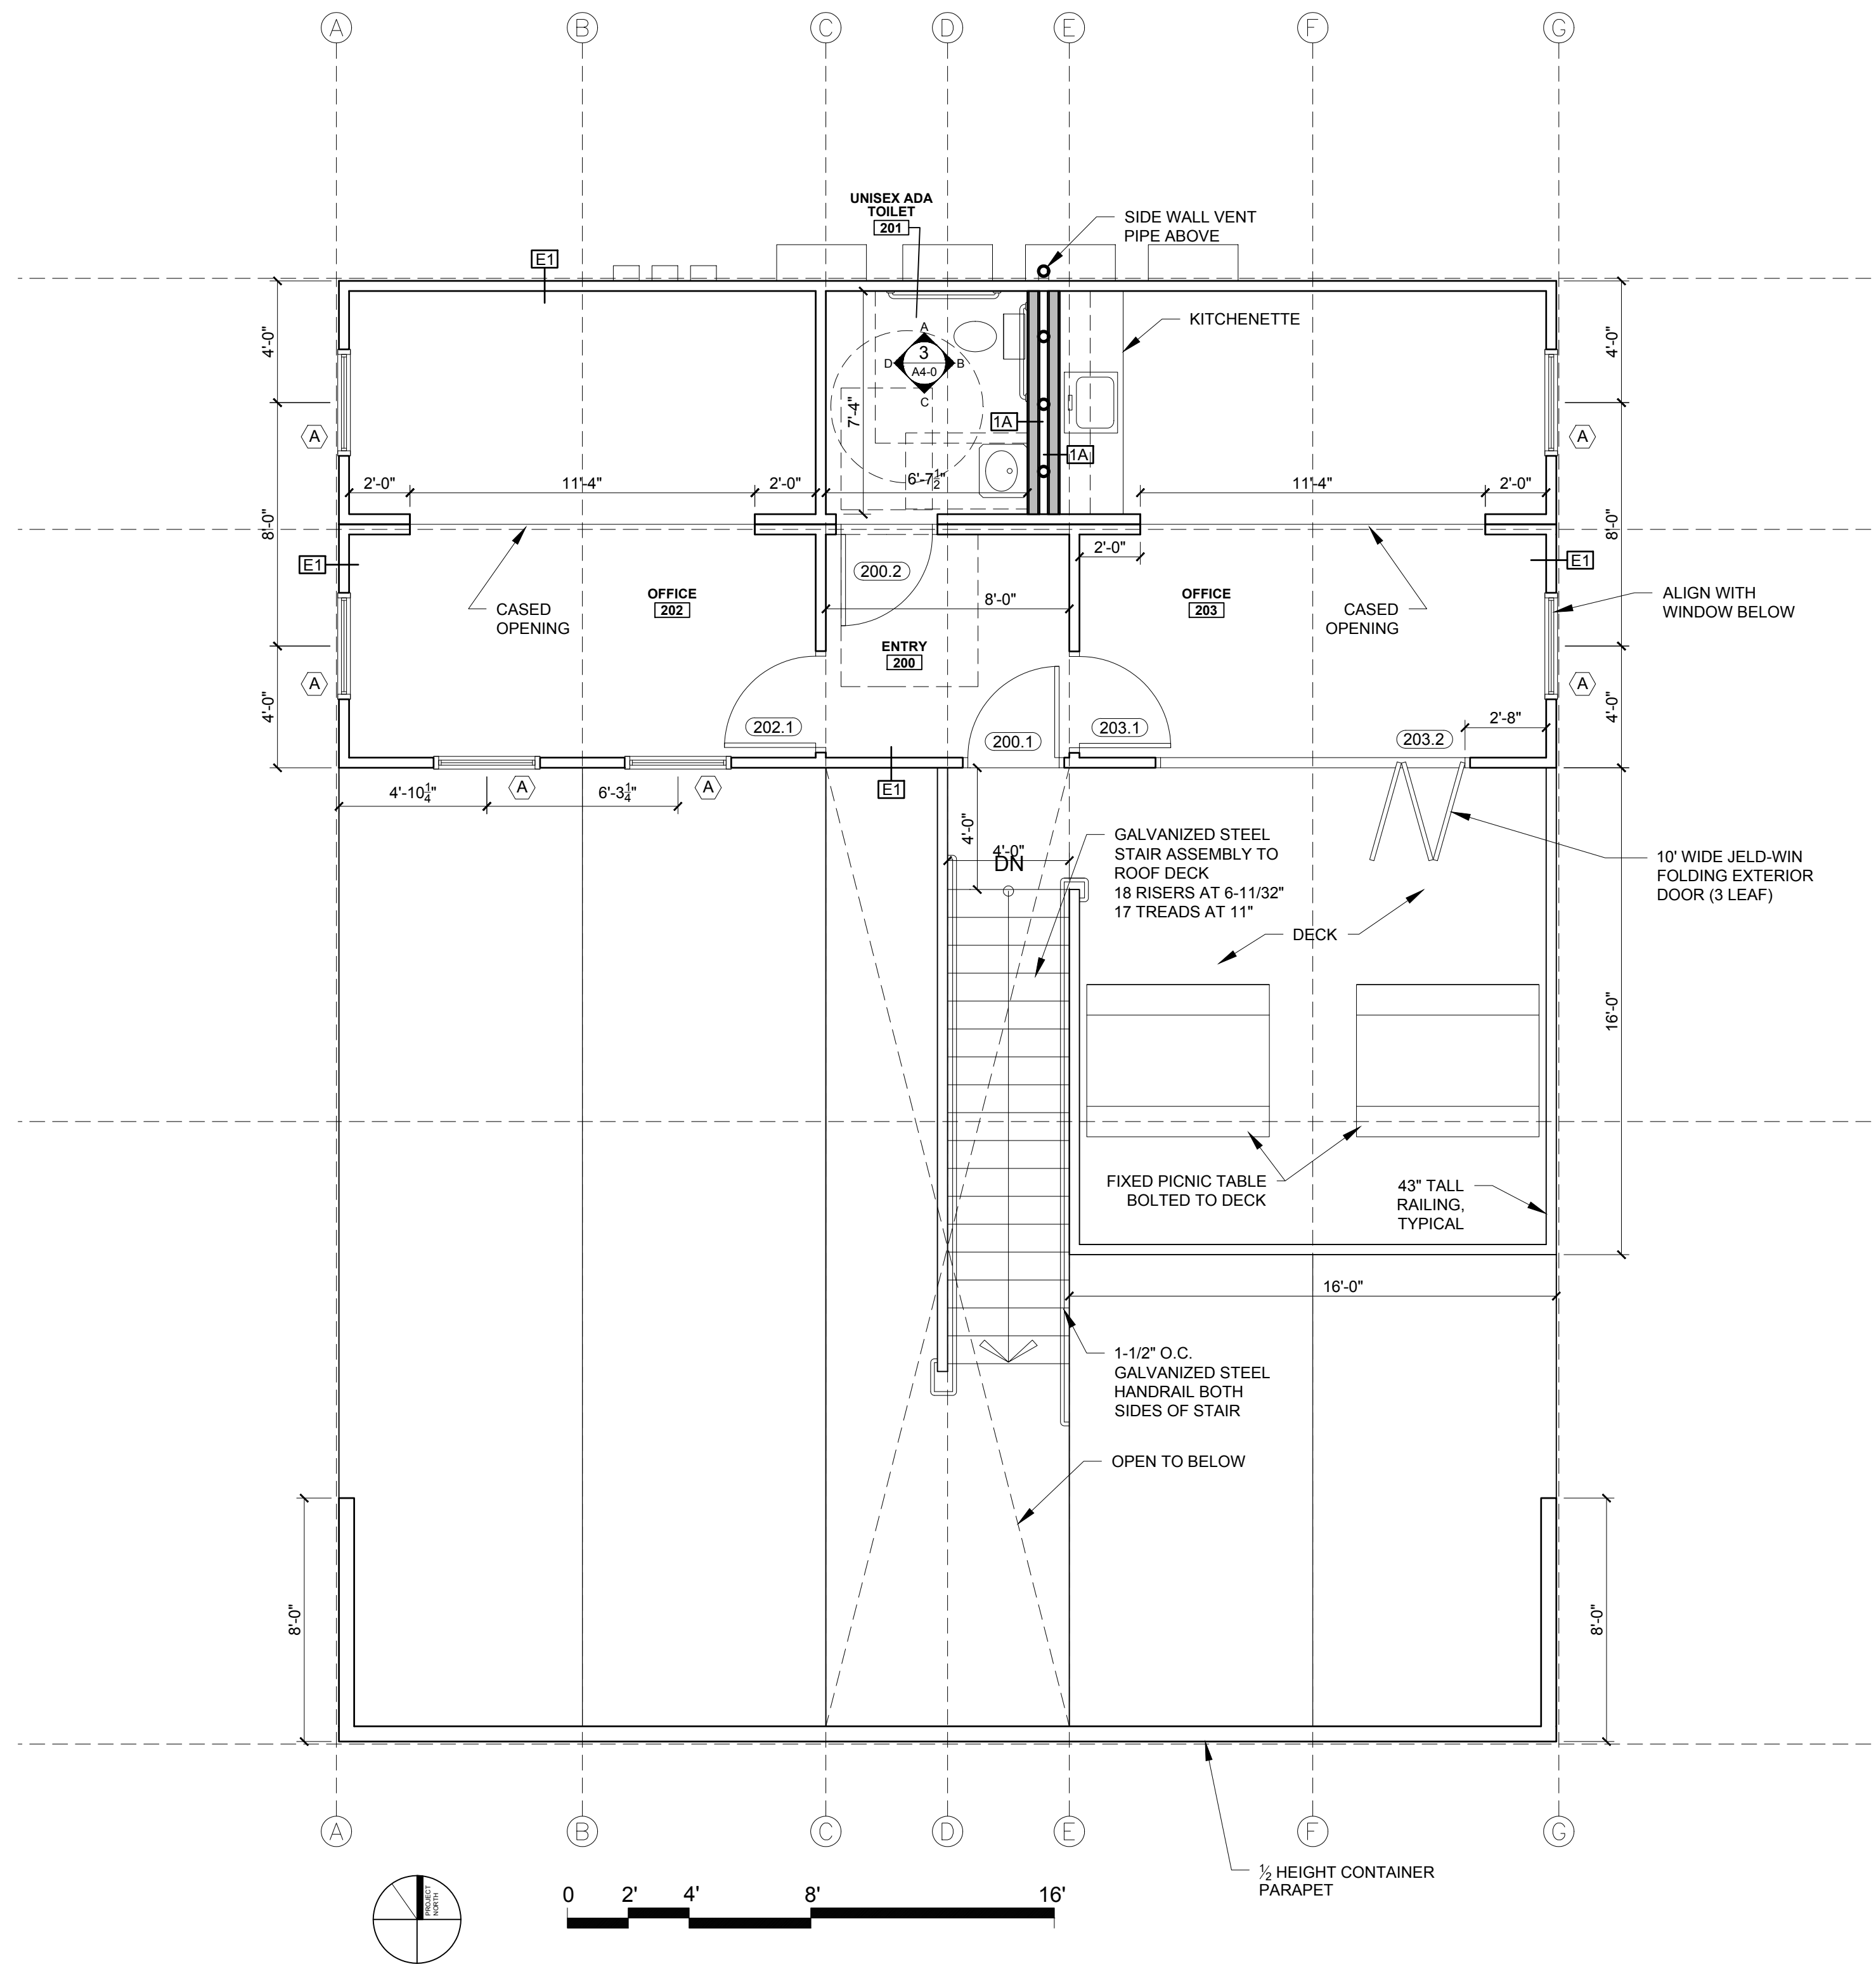 A B C D E F G
UNISEX ADA
TOILET
201
SIDE WALL VENT
PIPE ABOVE
E1
KITCHENETTE
4'-0"
4'-0"
A
3
A4-0
D
B
C
7'-4"
1A
1A
A
A
2'-0"
11'-4"
2'-0"
6'-7 1/2"
11'-4"
2'-0"
8'-0"
8'-0"
2'-0"
E1
200.2
E1
OFFICE
202
8'-0"
OFFICE
203
CASED
OPENING
CASED
OPENING
ALIGN WITH
WINDOW BELOW
ENTRY
200
A
A
4'-0"
4'-0"
202.1
200.1
203.1
203.2
2'-8"
4'-10 1/4"
A
6'-3 1/4"
A
E1
4'-0"
4'-0"
DN
GALVANIZED STEEL
STAIR ASSEMBLY TO
ROOF DECK
18 RISERS AT 6-11/32"
17 TREADS AT 11"
10' WIDE JELD-WIN
FOLDING EXTERIOR
DOOR (3 LEAF)
DECK
16'-0"
FIXED PICNIC TABLE
BOLTED TO DECK
43" TALL
RAILING,
TYPICAL
16'-0"
1-1/2" O.C.
GALVANIZED STEEL
HANDRAIL BOTH
SIDES OF STAIR
OPEN TO BELOW
8'-0"
8'-0"
A B C D E F G
½ HEIGHT CONTAINER
PARAPET
PROJECT
NORTH
0 2' 4' 8' 16'